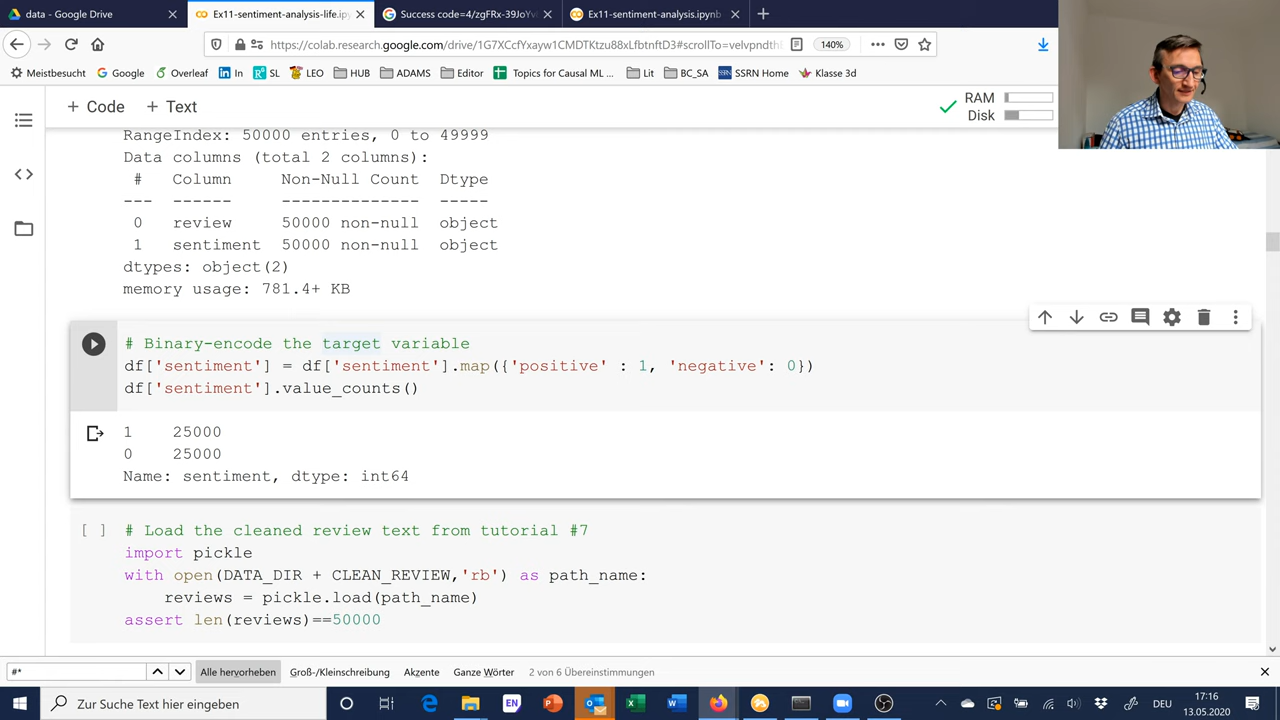 data - Google Drive
Ex11-sentiment-analysis-life.ipy
Success code=4/zgFRx-39JoYv
Ex11-sentiment-analysis.ipynb
https://colab.research.google.com/drive/1G7XCcfYxayw1CMDTKtzu88xLfbtnftD3#scrollTo=velvpndth
140%
Meistbesucht
Google
Overleaf
In
SL
LEO
HUB
ADAMS
Editor
Topics for Causal ML ...
Lit
BC_SA
SSRN Home
Klasse 3d
+ Code + Text
RAM
Disk
RangeIndex: 50000 entries, 0 to 49999
Data columns (total 2 columns):
# Column Non-Null Count Dtype
--- ------ -------------- -----
0 review 50000 non-null object
1 sentiment 50000 non-null object
dtypes: object(2)
memory usage: 781.4+ KB
# Binary-encode the target variable
df['sentiment'] = df['sentiment'].map({'positive' : 1, 'negative': 0})
df['sentiment'].value_counts()
1 25000
0 25000
Name: sentiment, dtype: int64
[ ] # Load the cleaned review text from tutorial #7
import pickle
with open(DATA_DIR + CLEAN_REVIEW,'rb') as path_name:
reviews = pickle.load(path_name)
assert len(reviews)==50000
#*
Alle hervorheben
Groß-/Kleinschreibung
Akzente
Ganze Wörter
2 von 6 Übereinstimmungen
Zur Suche Text hier eingeben
EN
DEU
17:16
13.05.2020